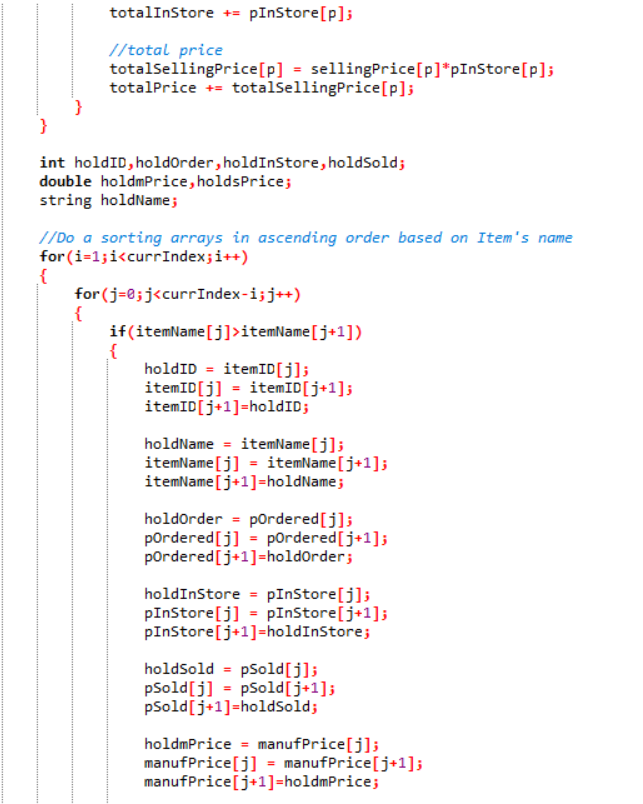 totalInStore += pInStore[p];
//total price
totalSellingPrice[p] = sellingPrice[p]*pInStore[p];
totalPrice += totalSellingPrice[p];
}
}
int holdID,holdOrder,holdInStore,holdSold;
double holdmPrice,holdsPrice;
string holdName;
//Do a sorting arrays in ascending order based on Item's name
for(i=1;i<currIndex;i++)
{
for(j=0;j<currIndex-i;j++)
{
if(itemName[j]>itemName[j+1])
{
holdID = itemID[j];
itemID[j] = itemID[j+1];
itemID[j+1]=holdID;
holdName = itemName[j];
itemName[j] = itemName[j+1];
itemName[j+1]=holdName;
holdOrder = pOrdered[j];
pOrdered[j] = pOrdered[j+1];
pOrdered[j+1]=holdOrder;
holdInStore = pInStore[j];
pInStore[j] = pInStore[j+1];
pInStore[j+1]=holdInStore;
holdSold = pSold[j];
pSold[j] = pSold[j+1];
pSold[j+1]=holdSold;
holdmPrice = manufPrice[j];
manufPrice[j] = manufPrice[j+1];
manufPrice[j+1]=holdmPrice;